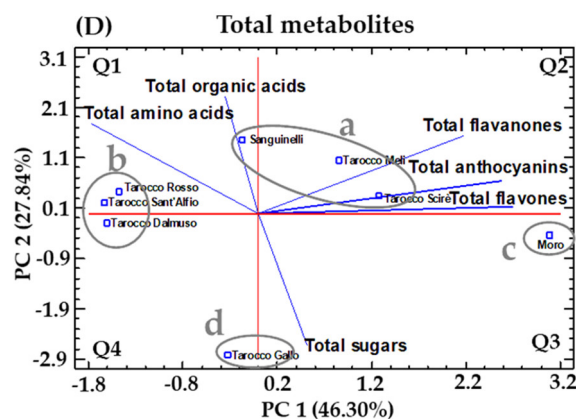 (D) Total metabolites
3.1
Q1
Q2
Total organic acids
2.1
Total amino acids
a
Total flavanones
Sanguinelli
1.1
Tarocco Meli
Total anthocyanins
b
Tarocco Rosso
Tarocco Scirè
Tarocco Sant'Alfio
Total flavones
0.1
Tarocco Dalmuso
Moro
c
-0.9
-1.9
d
Total sugars
Tarocco Gallo
-2.9
Q4
Q3
-1.8 -0.8 0.2 1.2 2.2 3.2
PC 1 (46.30%)
PC 2 (27.84%)